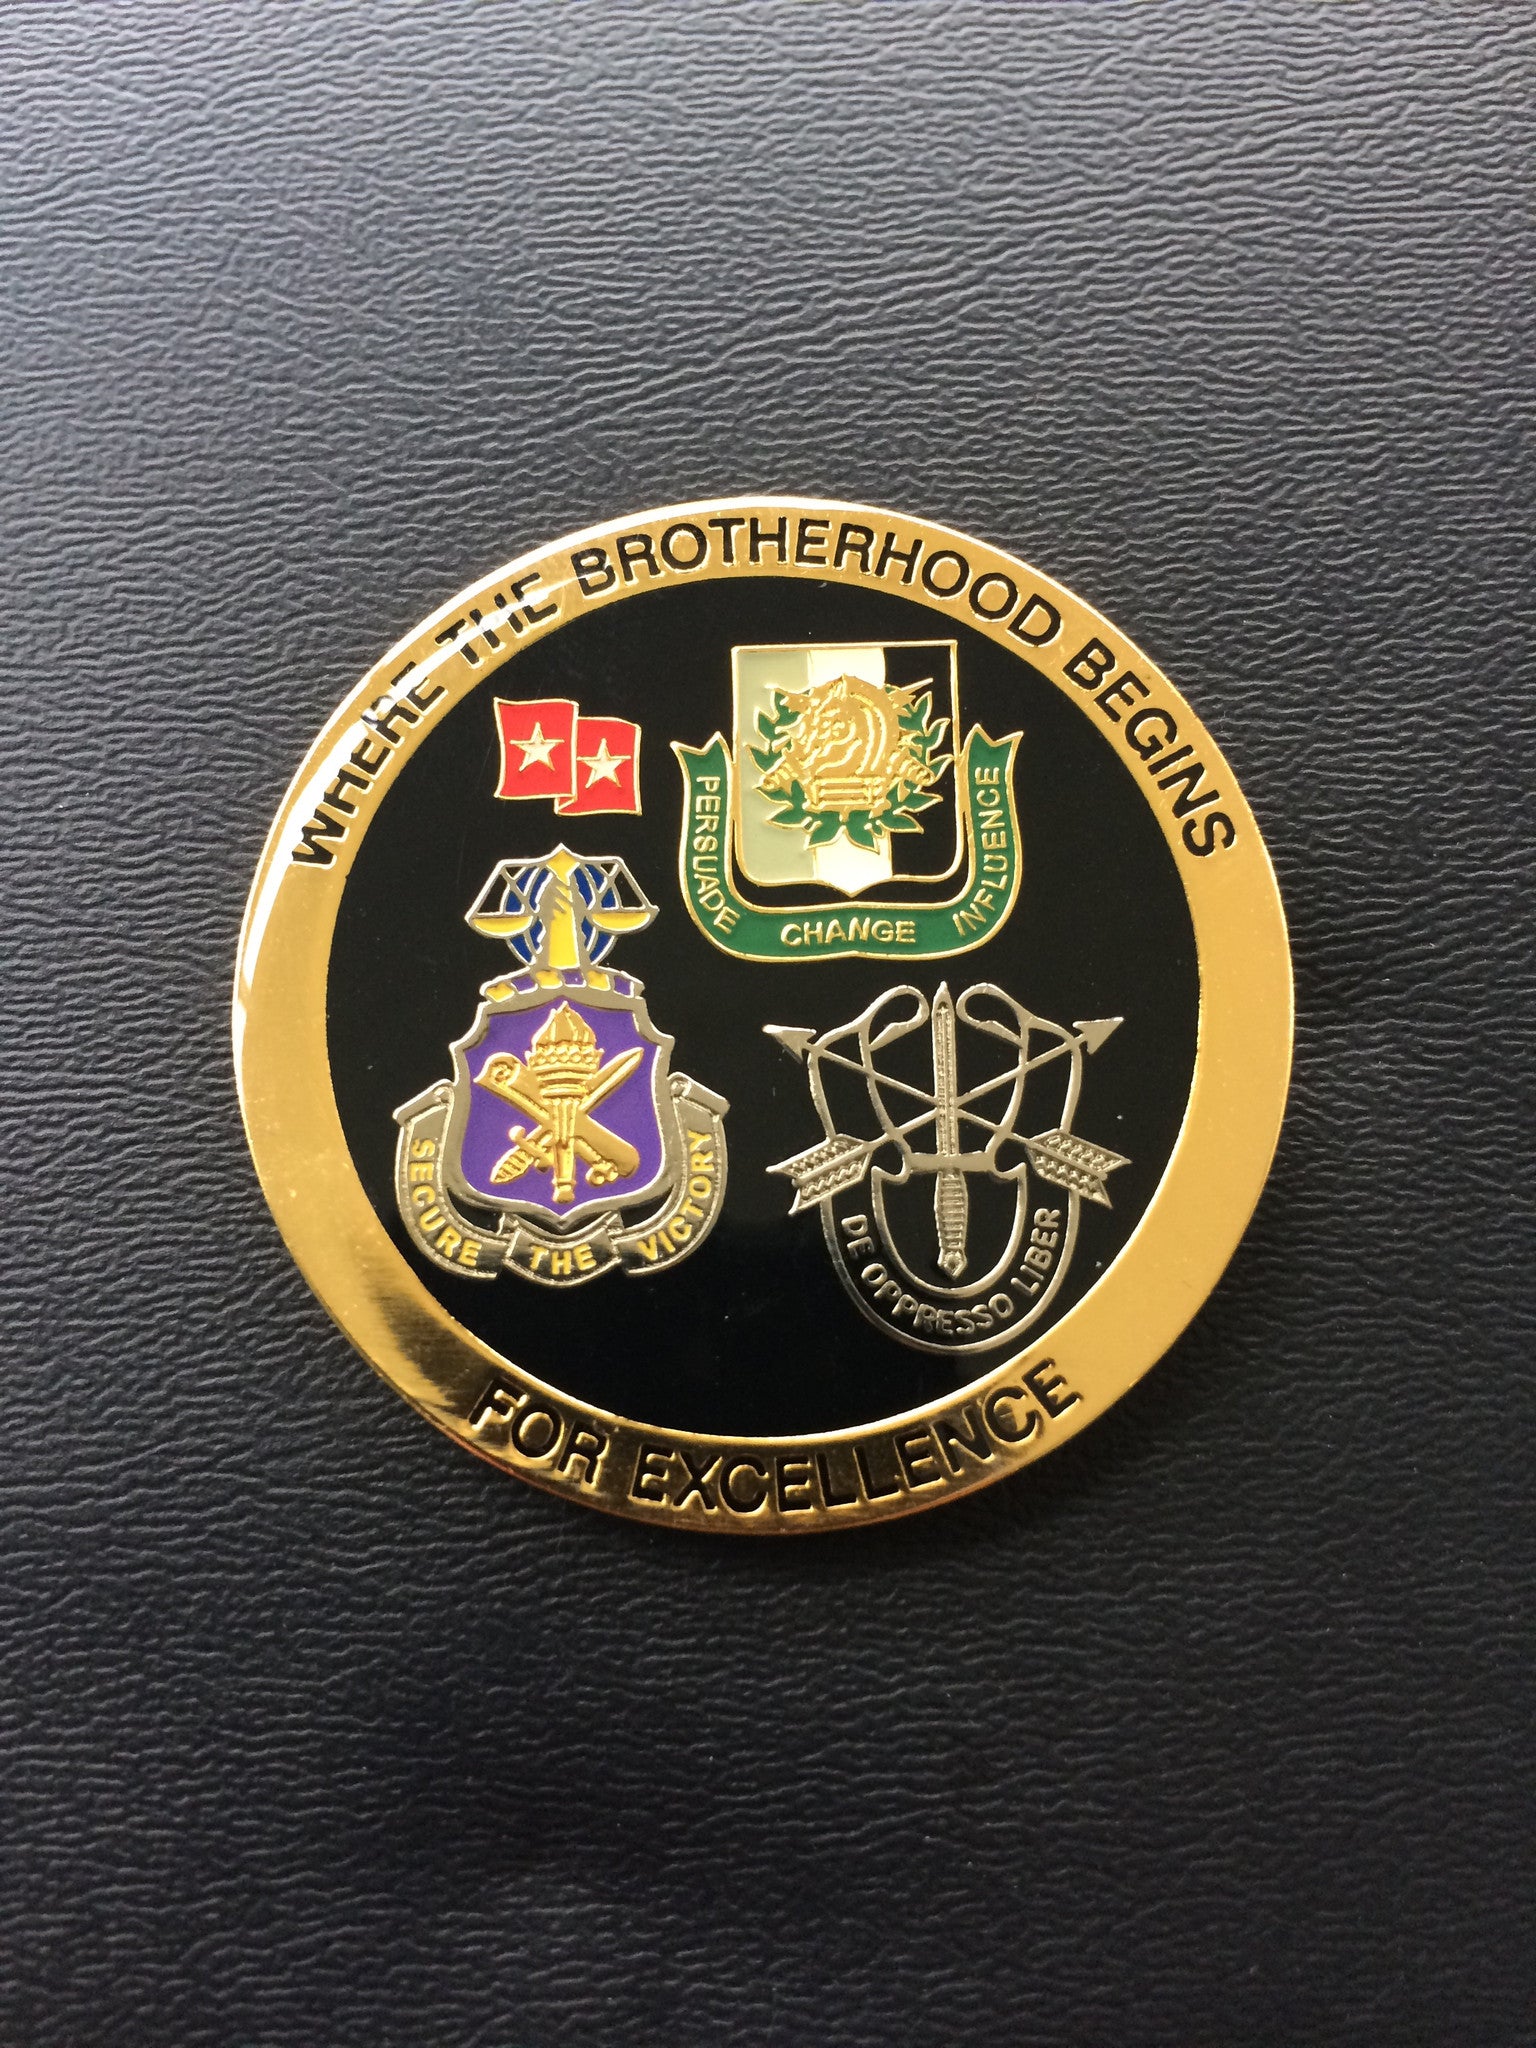 WHERE THE BROTHERHOOD BEGINS
PERSUADE CHANGE INFLUENCE
SECURE THE VICTORY
DE OPPRESSO LIBER
FOR EXCELLENCE